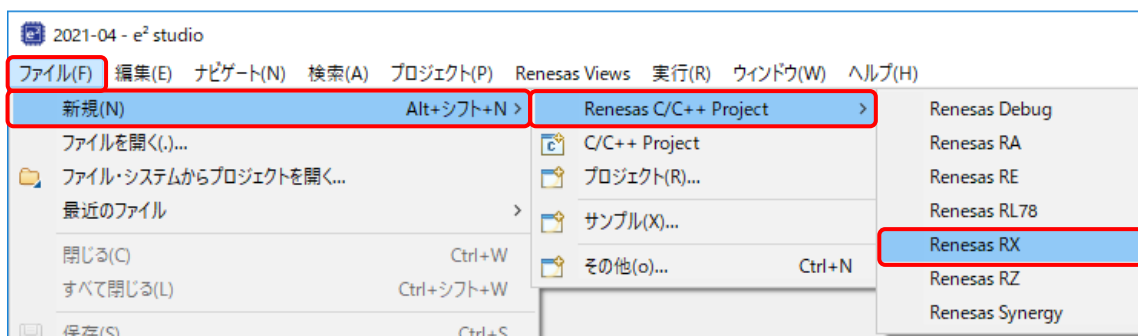 2021-04 - e² studio
ファイル(F) 編集(E) ナビゲート(N) 検索(A) プロジェクト(P) Renesas Views 実行(R) ウィンドウ(W) ヘルプ(H)
新規(N) Alt+シフト+N >
ファイルを開く(.)...
ファイル・システムからプロジェクトを開く...
最近のファイル >
閉じる(C) Ctrl+W
すべて閉じる(L) Ctrl+シフト+W
保存(S) Ctrl+S
Renesas C/C++ Project >
C/C++ Project
プロジェクト(R)...
サンプル(X)...
その他(o)... Ctrl+N
Renesas Debug
Renesas RA
Renesas RE
Renesas RL78
Renesas RX
Renesas RZ
Renesas Synergy